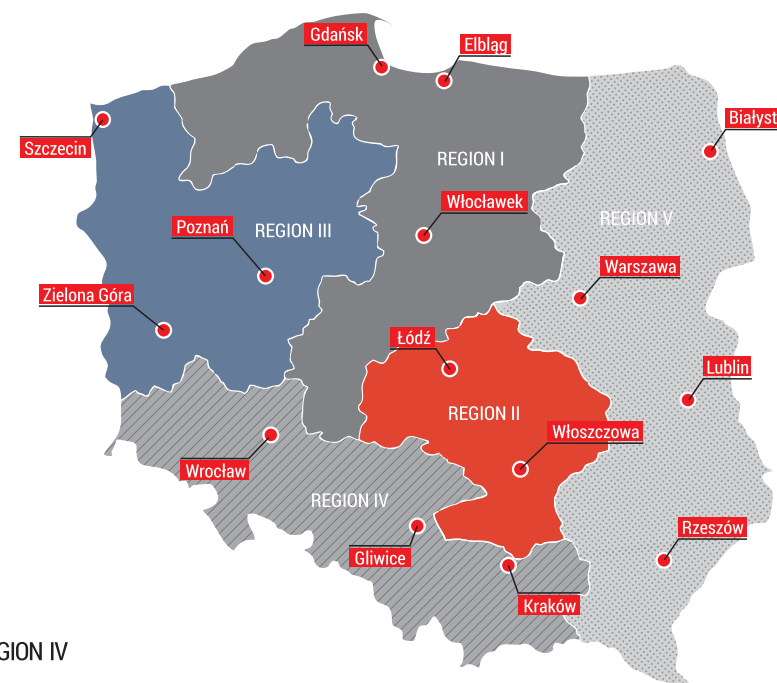 Gdańsk
Elbląg
Białyst
Szczecin
REGION I
Włocławek
Poznań
REGION III
REGION V
Warszawa
Zielona Góra
Łódź
Lublin
REGION II
Włoszczowa
Wrocław
REGION IV
Rzeszów
Gliwice
Kraków
GION IV